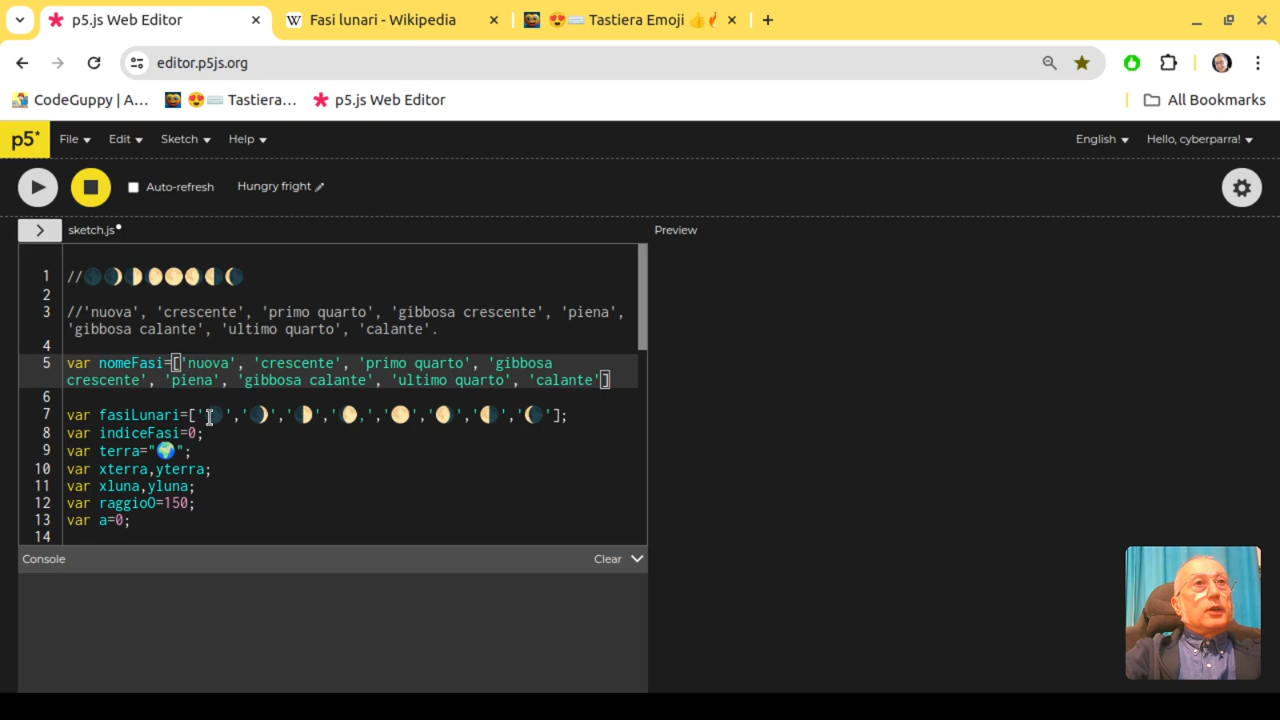 p5.js Web Editor
Fasi lunari - Wikipedia
😍⌨️ Tastiera Emoji 👍🔥
editor.p5js.org
CodeGuppy | A...
😍⌨️ Tastiera...
p5.js Web Editor
All Bookmarks
p5*
File
Edit
Sketch
Help
English
Hello, cyberparra!
Auto-refresh
Hungry fright
sketch.js
Preview
1 //🌑🌒🌓🌔🌕🌖🌗🌘
2
3 //'nuova', 'crescente', 'primo quarto', 'gibbosa crescente', 'piena',
'gibbosa calante', 'ultimo quarto', 'calante'.
4
5 var nomeFasi=['nuova', 'crescente', 'primo quarto', 'gibbosa
crescente', 'piena', 'gibbosa calante', 'ultimo quarto', 'calante']
6
7 var fasiLunari=['🌑','🌒','🌓','🌔,','🌕','🌖','🌗','🌘'];
8 var indiceFasi=0;
9 var terra="🌍";
10 var xterra,yterra;
11 var xluna,yluna;
12 var raggioO=150;
13 var a=0;
14
Console
Clear